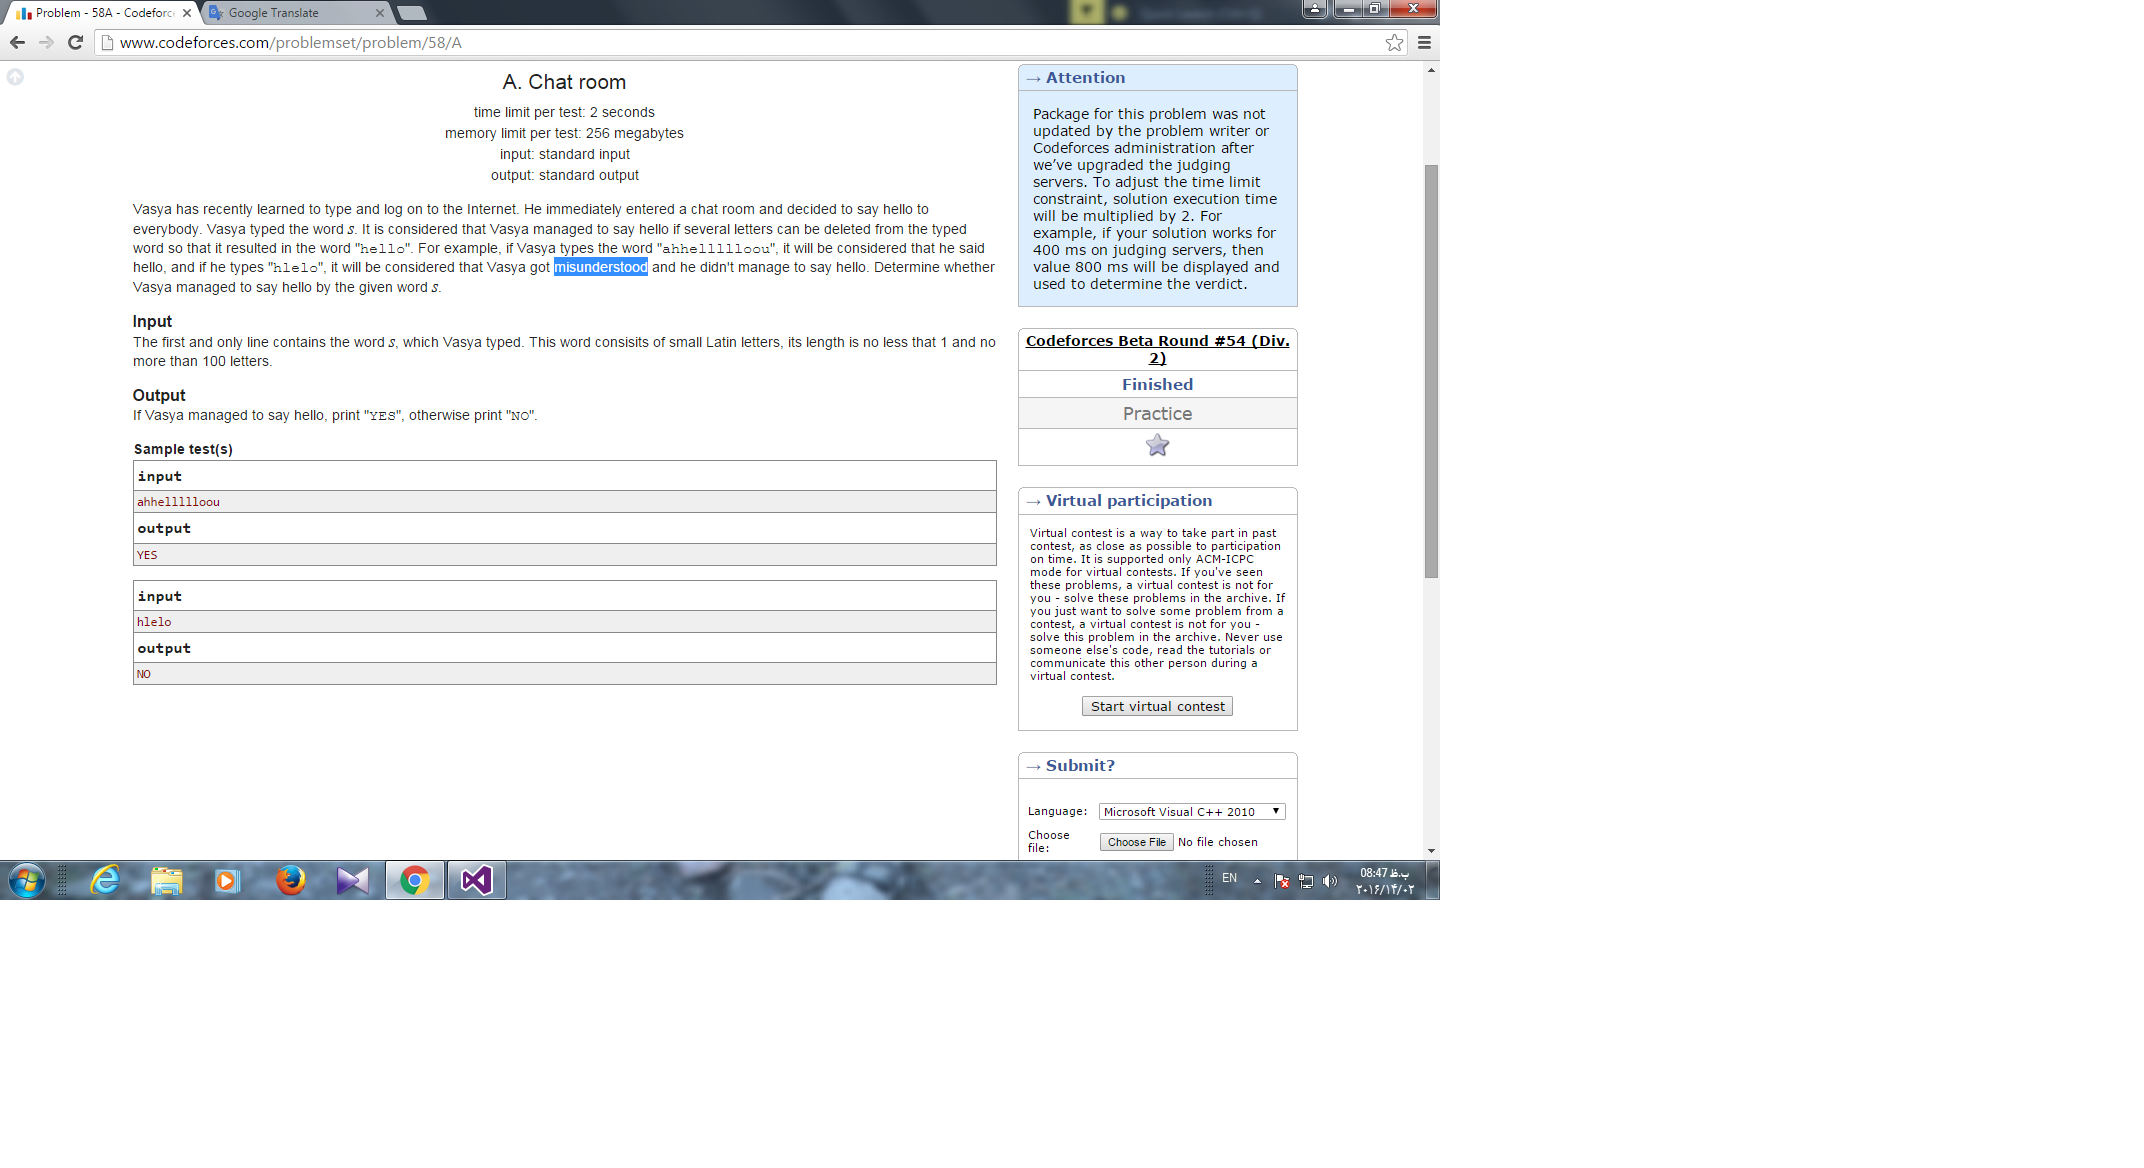 Problem - 58A - Codeforc
Google Translate
www.codeforces.com/problemset/problem/58/A
A. Chat room
time limit per test: 2 seconds
memory limit per test: 256 megabytes
input: standard input
output: standard output
Vasya has recently learned to type and log on to the Internet. He immediately entered a chat room and decided to say hello to
everybody. Vasya typed the word s. It is considered that Vasya managed to say hello if several letters can be deleted from the typed
word so that it resulted in the word "hello". For example, if Vasya types the word "ahhellllloou", it will be considered that he said
hello, and if he types "hlelo", it will be considered that Vasya got misunderstood and he didn't manage to say hello. Determine whether
Vasya managed to say hello by the given word s.
Input
The first and only line contains the word s, which Vasya typed. This word consisits of small Latin letters, its length is no less that 1 and no
more than 100 letters.
Output
If Vasya managed to say hello, print "YES", otherwise print "NO".
Sample test(s)
input
ahhellllloou
output
YES
input
hlelo
output
NO
→ Attention
Package for this problem was not
updated by the problem writer or
Codeforces administration after
we've upgraded the judging
servers. To adjust the time limit
constraint, solution execution time
will be multiplied by 2. For
example, if your solution works for
400 ms on judging servers, then
value 800 ms will be displayed and
used to determine the verdict.
Codeforces Beta Round #54 (Div.
2)
Finished
Practice
→ Virtual participation
Virtual contest is a way to take part in past
contest, as close as possible to participation
on time. It is supported only ACM-ICPC
mode for virtual contests. If you've seen
these problems, a virtual contest is not for
you - solve these problems in the archive. If
you just want to solve some problem from a
contest, a virtual contest is not for you -
solve this problem in the archive. Never use
someone else's code, read the tutorials or
communicate this other person during a
virtual contest.
Start virtual contest
→ Submit?
Language: Microsoft Visual C++ 2010
Choose
file: Choose File No file chosen
EN
08:47 ب.ظ
۲۰۱۶/۱۴/۰۲